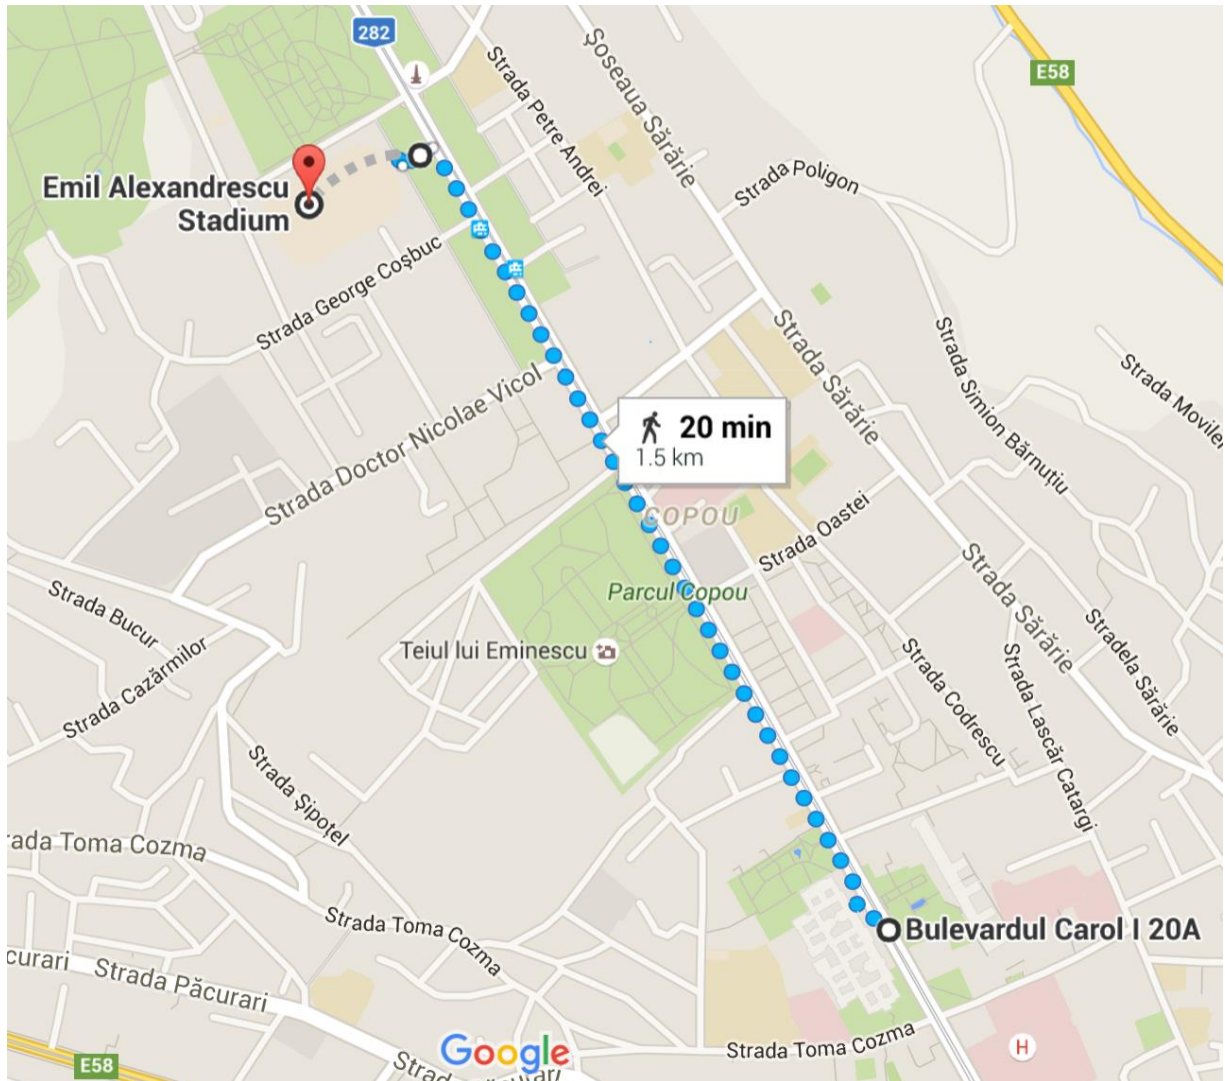 282
Șoseaua Sărărie
E58
Strada Petre Andrei
Strada Poligon
Emil Alexandrescu
Stadium
Strada George Coșbuc
Strada Sărărie
Strada Simion Bărnuțiu
Strada Movilei
Strada Doctor Nicolae Vicol
20 min
1.5 km
COPOU
Strada Oastei
Strada Sărărie
Parcul Copou
Strada Bucur
Teiul lui Eminescu
Strada Cazărmilor
Strada Codrescu
Strada Lascăr Catargi
Stradela Sărărie
Strada Șipoțel
rada Toma Cozma
Strada Toma Cozma
Bulevardul Carol I 20A
curari
Strada Păcurari
Strada Toma Cozma
H
Google
E58